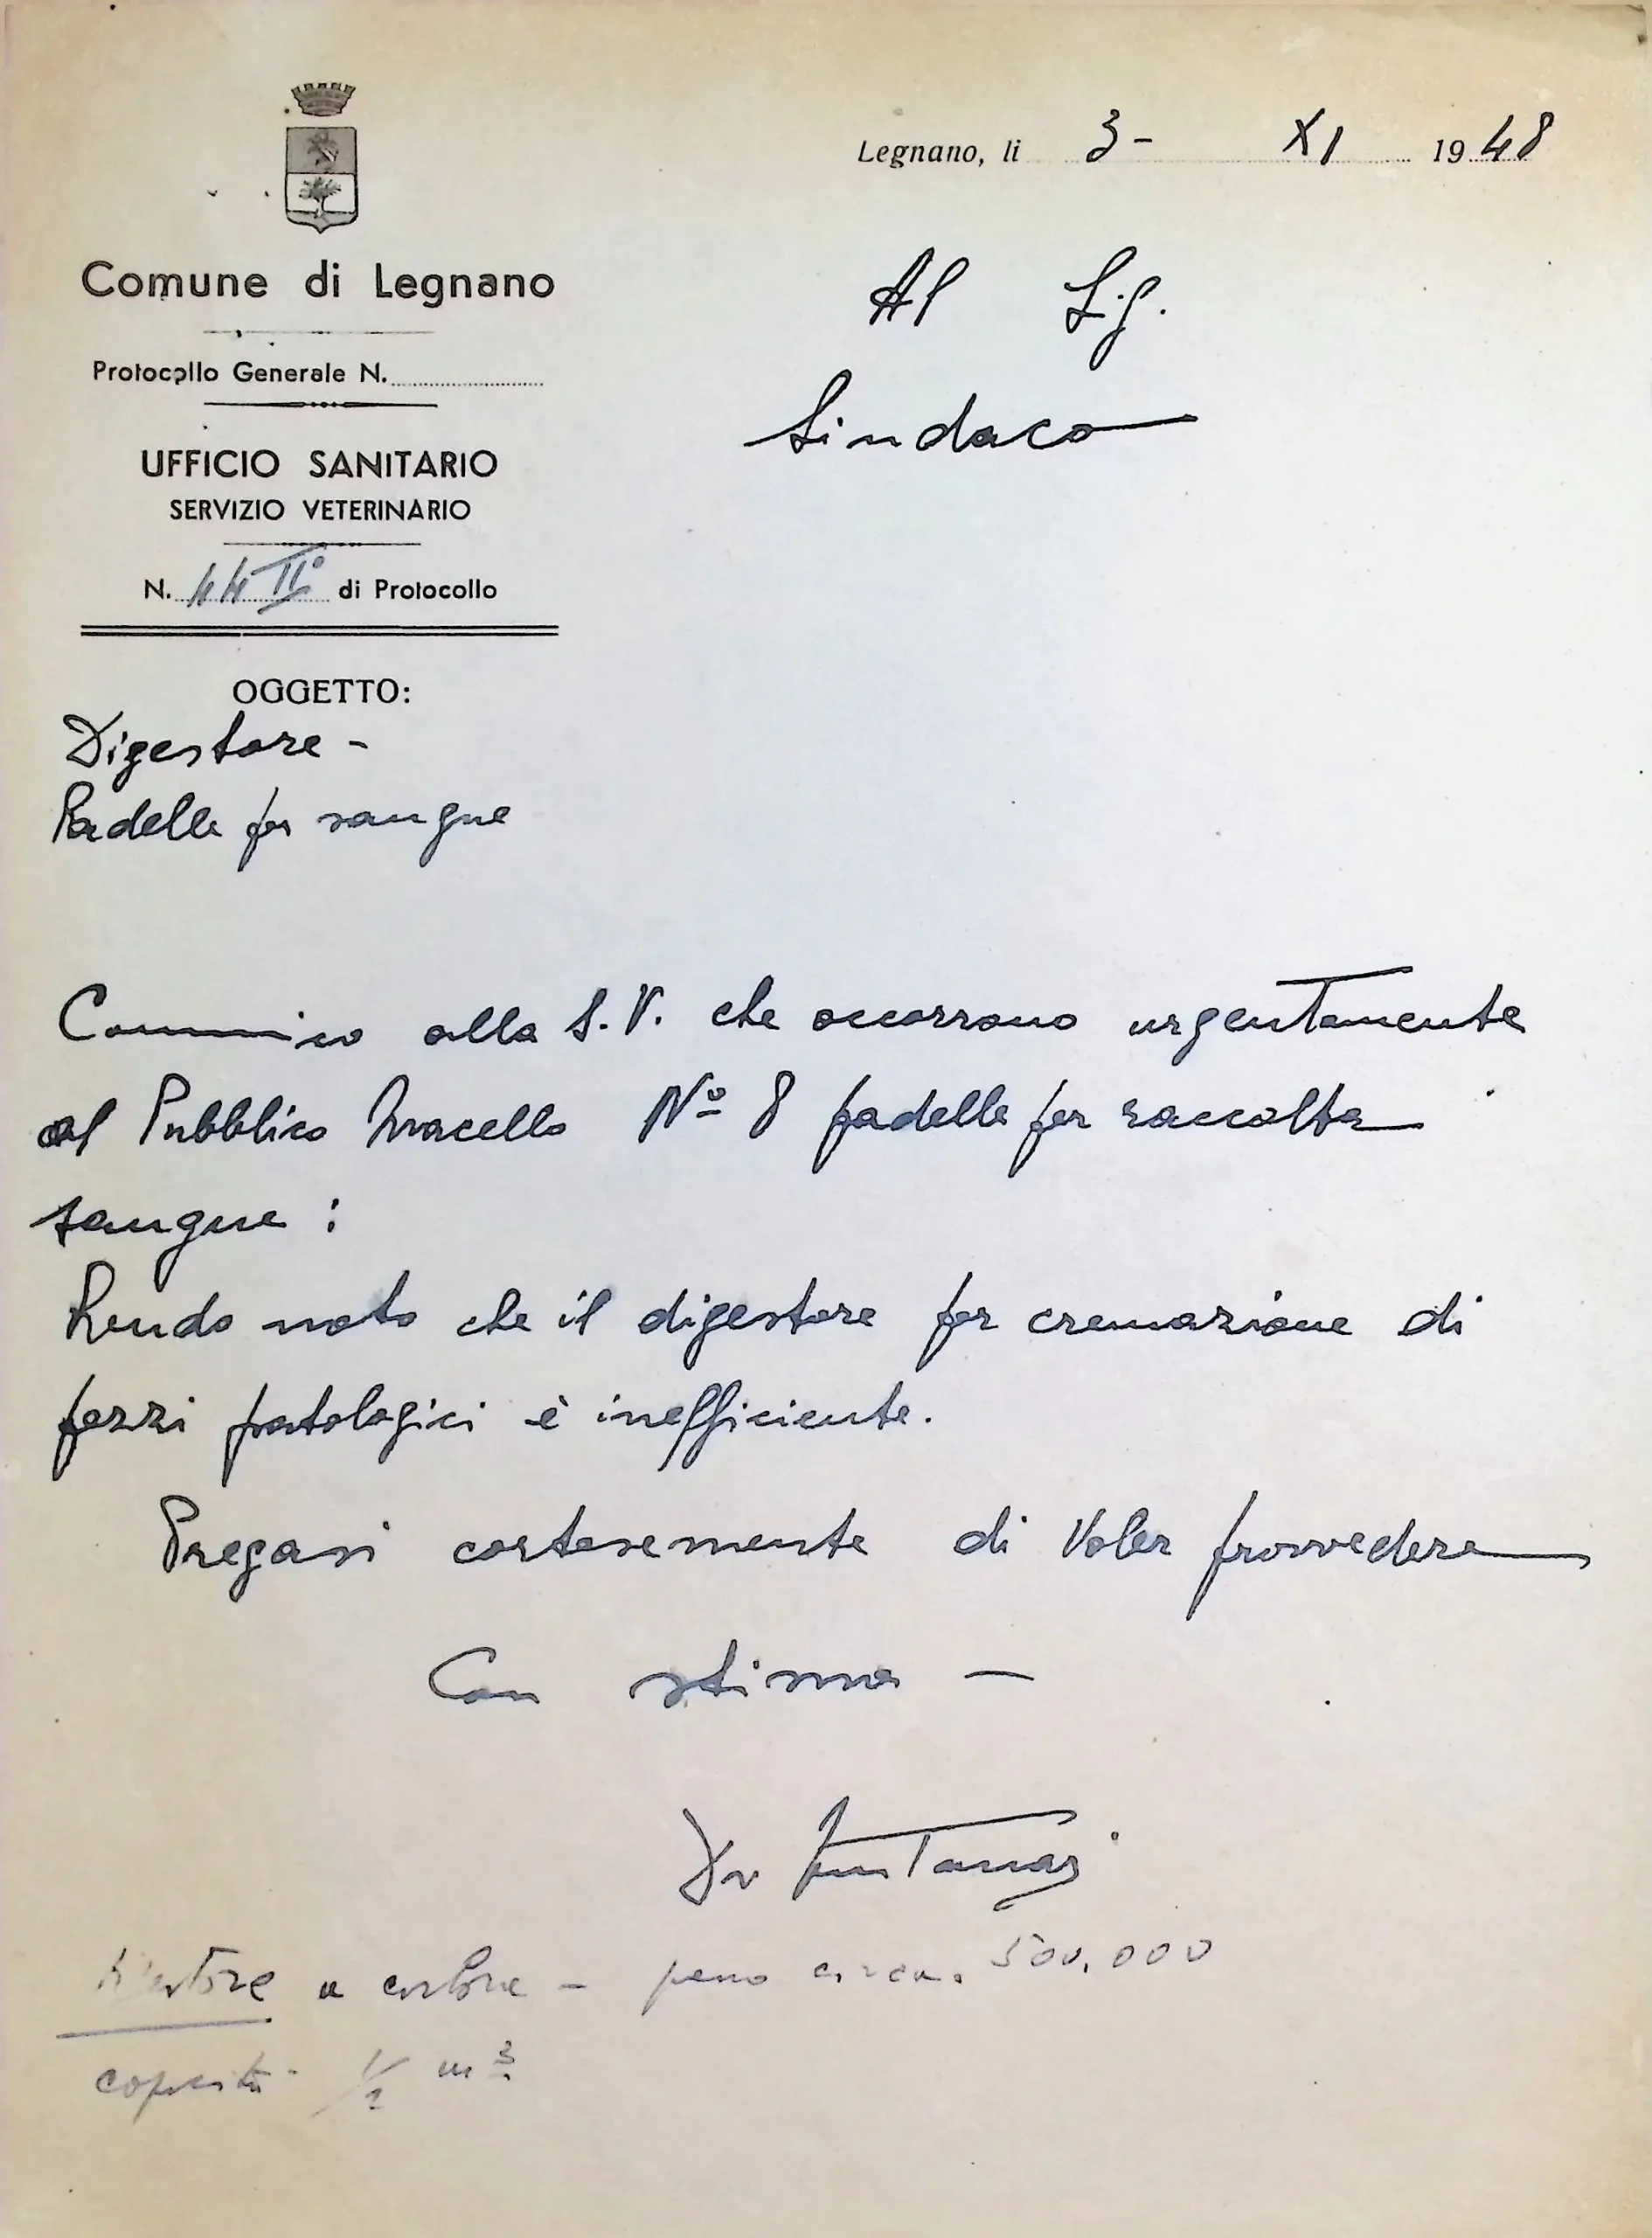 Legnano, li 3- XI 1948
Comune di Legnano
Protocollo Generale N.
UFFICIO SANITARIO
SERVIZIO VETERINARIO
N. 44 II° di Protocollo
Al Sig.
Sindaco
OGGETTO:
Digestore -
Padelle per sangue
Comunico alla S.V. che occorrono urgentemente
al Pubblico Macello Nº 8 padelle per raccolta
sangue :
Rendo noto che il digestore per cremazione di
pezzi patologici è inefficiente.
Pregasi cortesemente di Voler provvedere
Con stima -
Dr
a - circa. 500,000
capacità - 1/2 m³